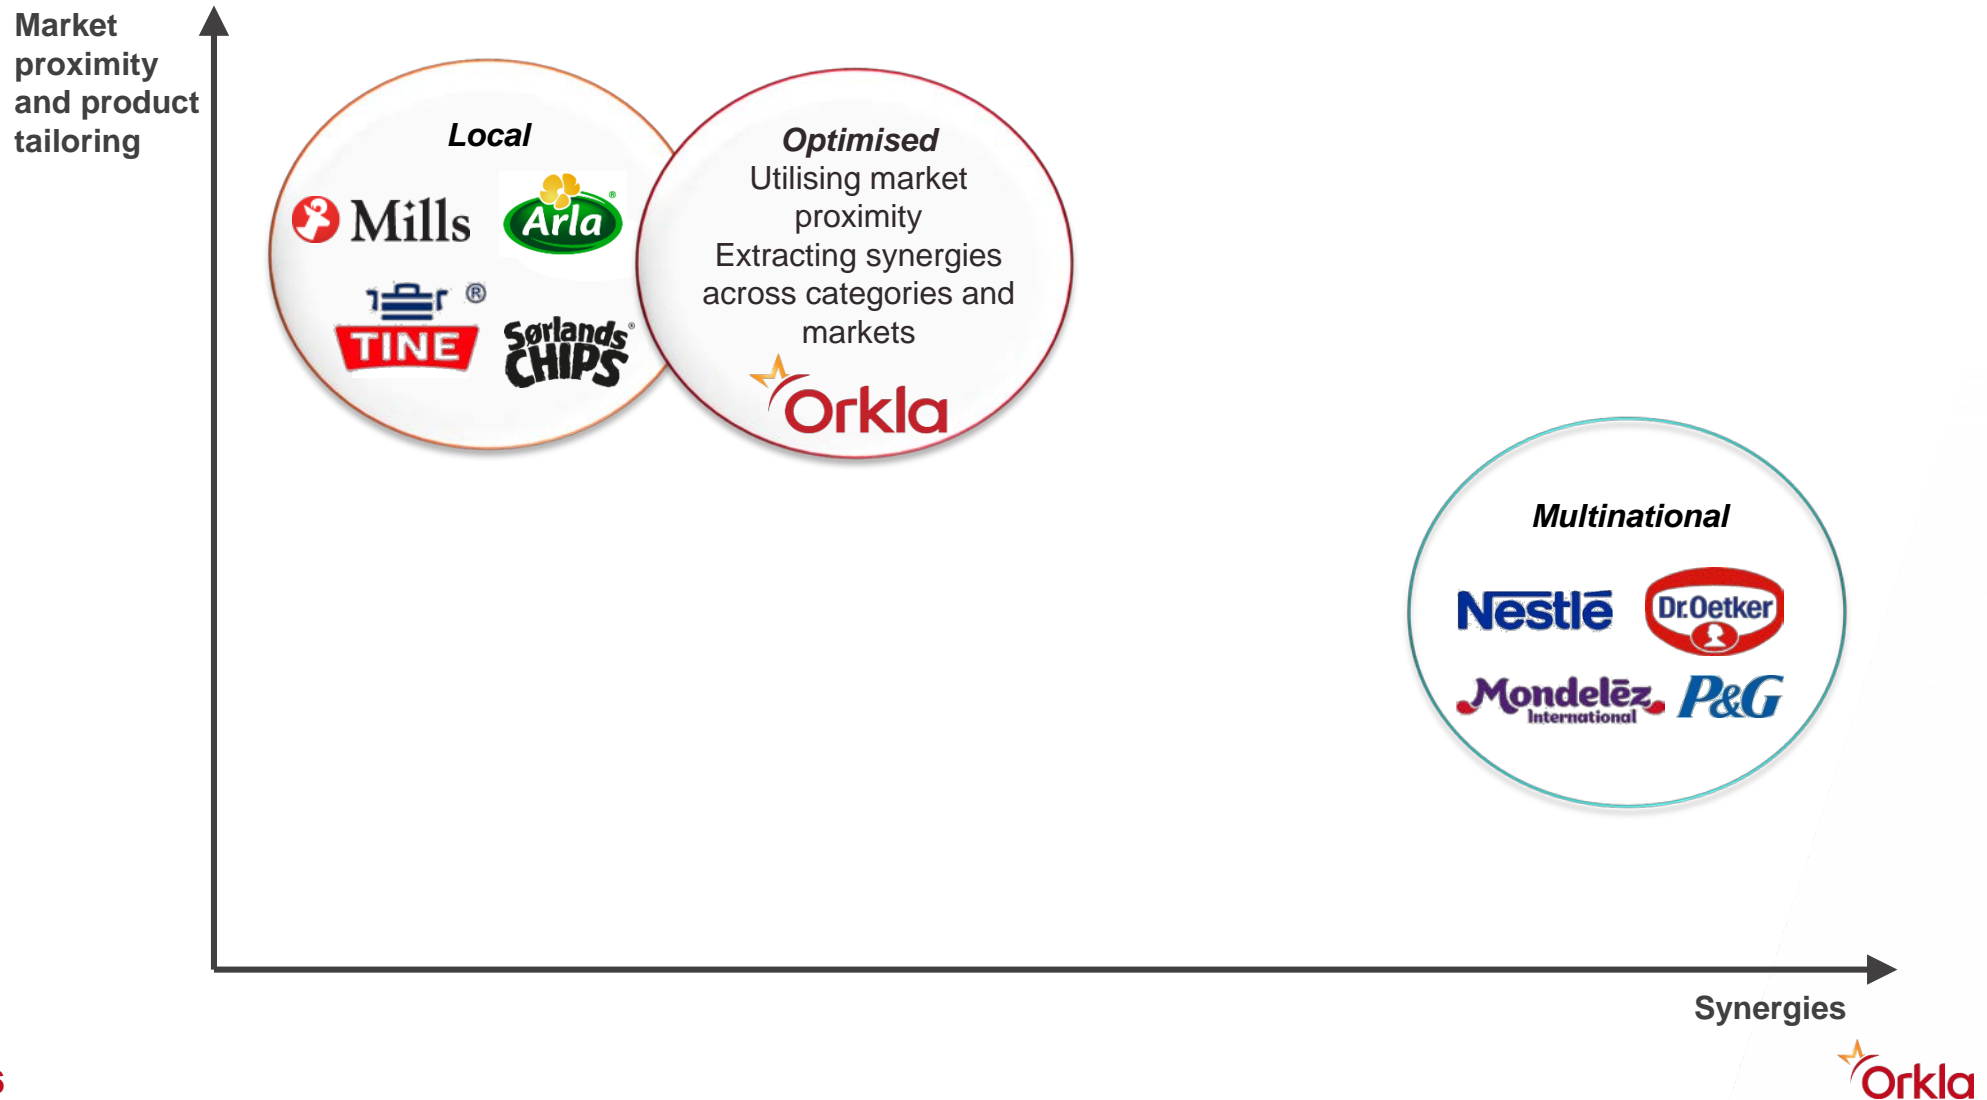 Market
proximity
and product
tailoring
Local
Mills
Arla
®
TINE
®
Sørlands®
CHIPS
Optimised
Utilising market
proximity
Extracting synergies
across categories and
markets
Orkla
Multinational
Nestlé
Dr.Oetker
Mondelēz
International
P&G
Synergies
Orkla